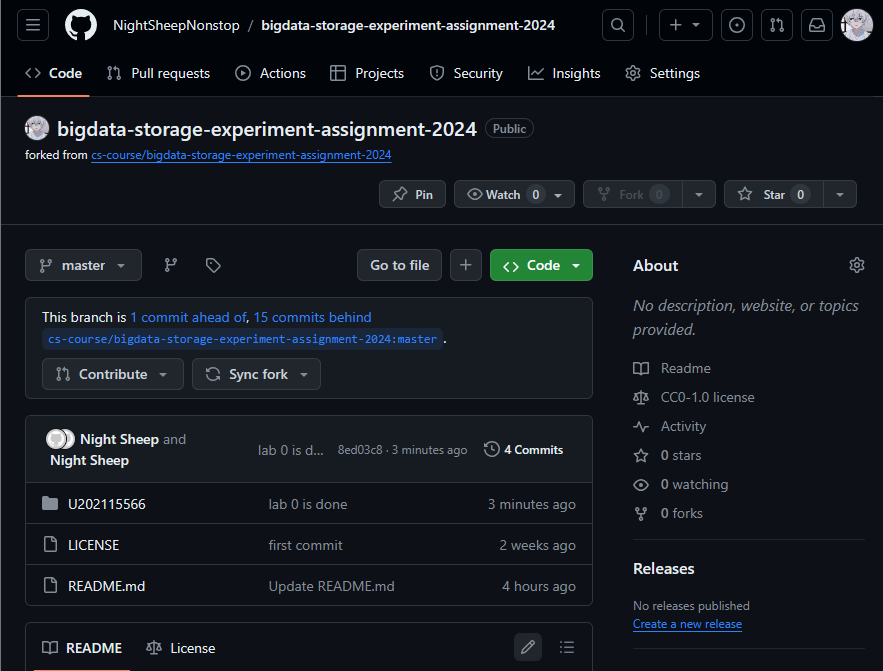 NightSheepNonstop / bigdata-storage-experiment-assignment-2024
Code Pull requests Actions Projects Security Insights Settings
bigdata-storage-experiment-assignment-2024 Public
forked from cs-course/bigdata-storage-experiment-assignment-2024
Pin Watch 0 Fork 0 Star 0
master Go to file Code
This branch is 1 commit ahead of, 15 commits behind
cs-course/bigdata-storage-experiment-assignment-2024:master .
Contribute Sync fork
Night Sheep and
Night Sheep
lab 0 is d... 8ed03c8 · 3 minutes ago 4 Commits
U202115566 lab 0 is done 3 minutes ago
LICENSE first commit 2 weeks ago
README.md Update README.md 4 hours ago
README License
About
No description, website, or topics
provided.
Readme
CC0-1.0 license
Activity
0 stars
0 watching
0 forks
Releases
No releases published
Create a new release